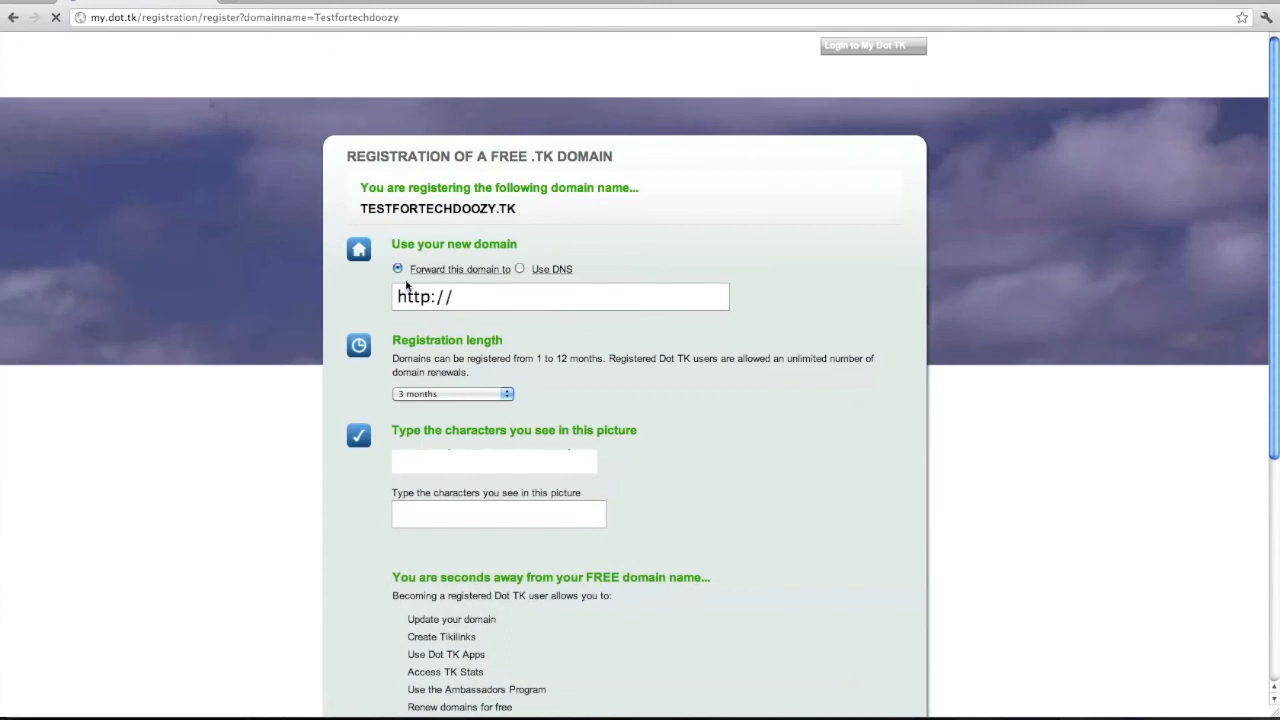 my.dot.tk/registration/register?domainname=Testfortechdoozy
Login to My Dot TK
REGISTRATION OF A FREE .TK DOMAIN
You are registering the following domain name...
TESTFORTECHDOOZY.TK
Use your new domain
Forward this domain to Use DNS
http://
Registration length
Domains can be registered from 1 to 12 months. Registered Dot TK users are allowed an unlimited number of
domain renewals.
3 months
Type the characters you see in this picture
Type the characters you see in this picture
You are seconds away from your FREE domain name...
Becoming a registered Dot TK user allows you to:
Update your domain
Create Tikilinks
Use Dot TK Apps
Access TK Stats
Use the Ambassadors Program
Renew domains for free